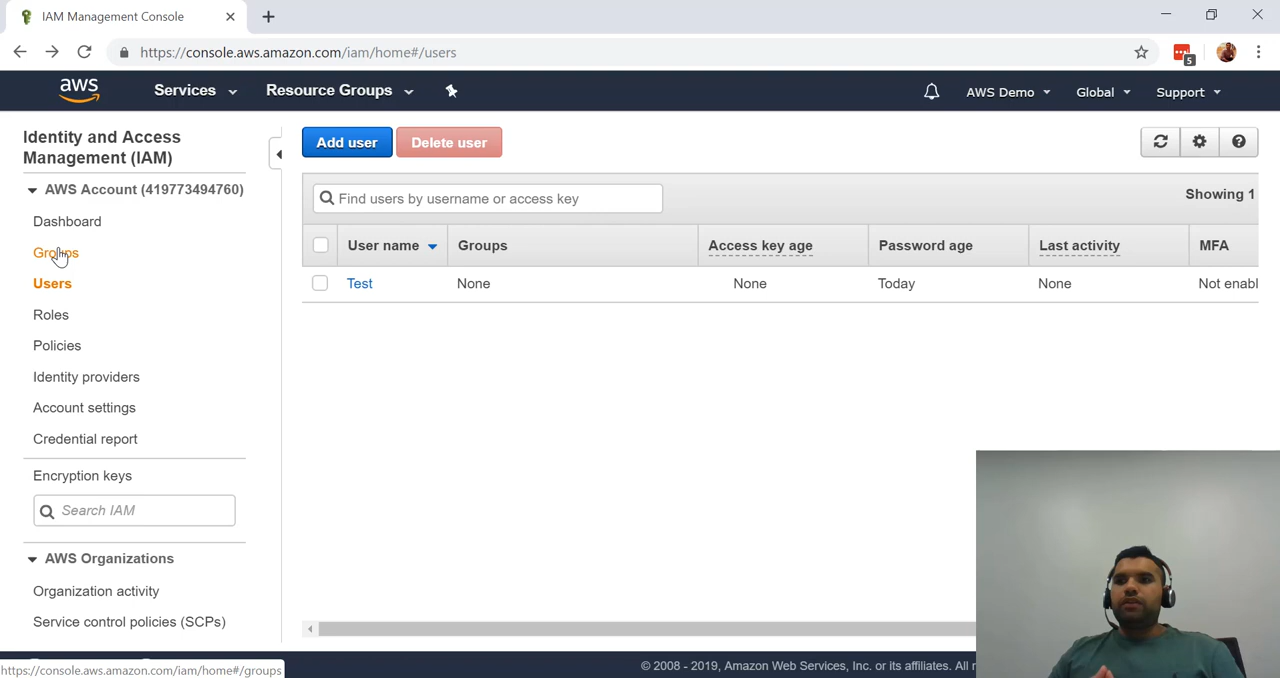 IAM Management Console
https://console.aws.amazon.com/iam/home#/users
5
aws
Services
Resource Groups
AWS Demo
Global
Support
Identity and Access
Management (IAM)
AWS Account (419773494760)
Dashboard
Groups
Users
Roles
Policies
Identity providers
Account settings
Credential report
Encryption keys
Search IAM
AWS Organizations
Organization activity
Service control policies (SCPs)
Add user
Delete user
Find users by username or access key
Showing 1
User name
Groups
Access key age
Password age
Last activity
MFA
Test
None
None
Today
None
Not enabl
https://console.aws.amazon.com/iam/home#/groups
© 2008 - 2019, Amazon Web Services, Inc. or its affiliates. All